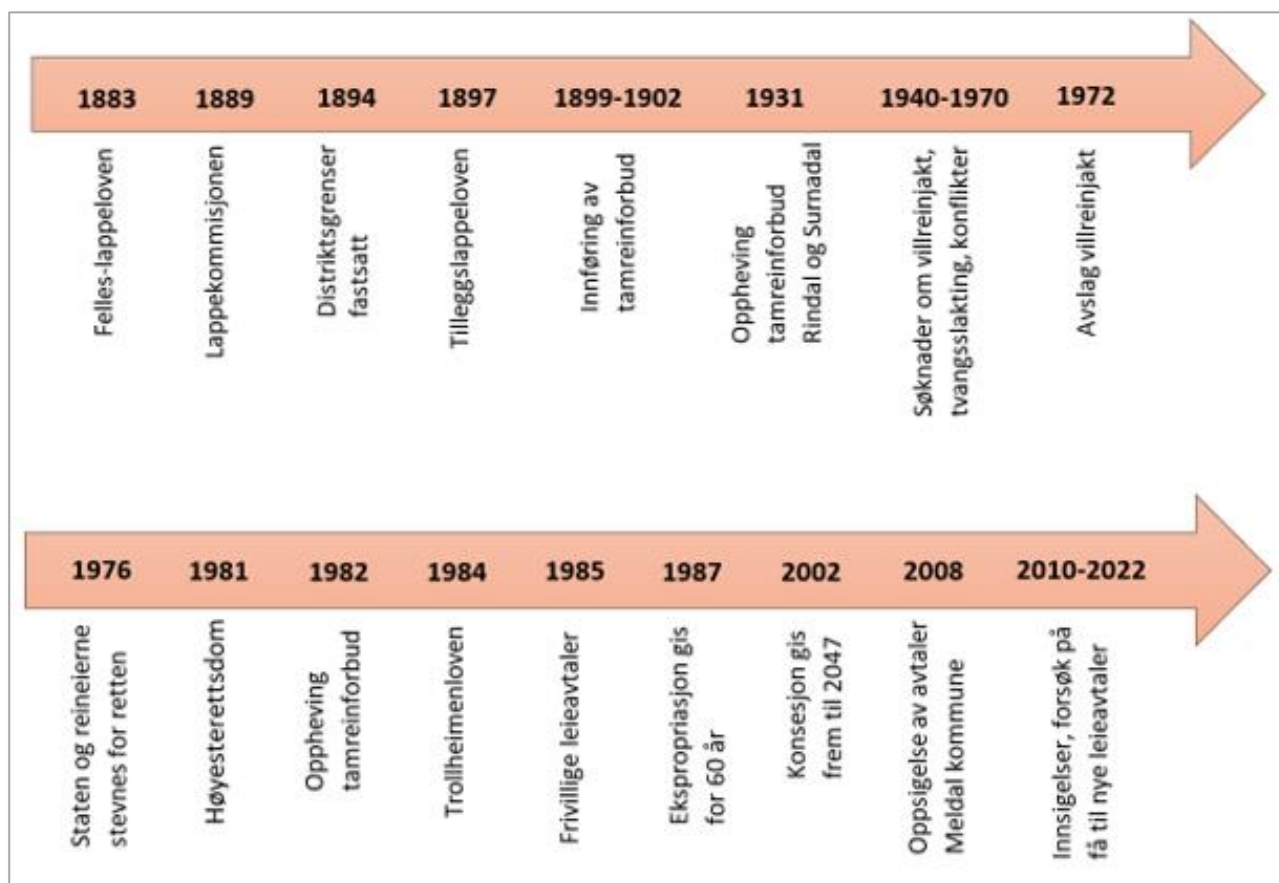 1883 1889 1894 1897 1899-1902 1931 1940-1970 1972
Felles-lappeloven
Lappekommisjonen
Distriktsgrenser
fastsatt
Tilleggslappeloven
Innføring av
tamreinforbud
Oppheving
tamreinforbud
Rindal og Surnadal
Søknader om villreinjakt,
tvangsslakting, konflikter
Avslag villreinjakt
1976 1981 1982 1984 1985 1987 2002 2008 2010-2022
Staten og reineierne
stevnes for retten
Høyesterettsdom
Oppheving
tamreinforbud
Trollheimenloven
Frivillige leieavtaler
Ekspropriasjon gis
for 60 år
Konsesjon gis
frem til 2047
Oppsigelse av avtaler
Meldal kommune
Innsigelser, forsøk på
få til nye leieavtaler